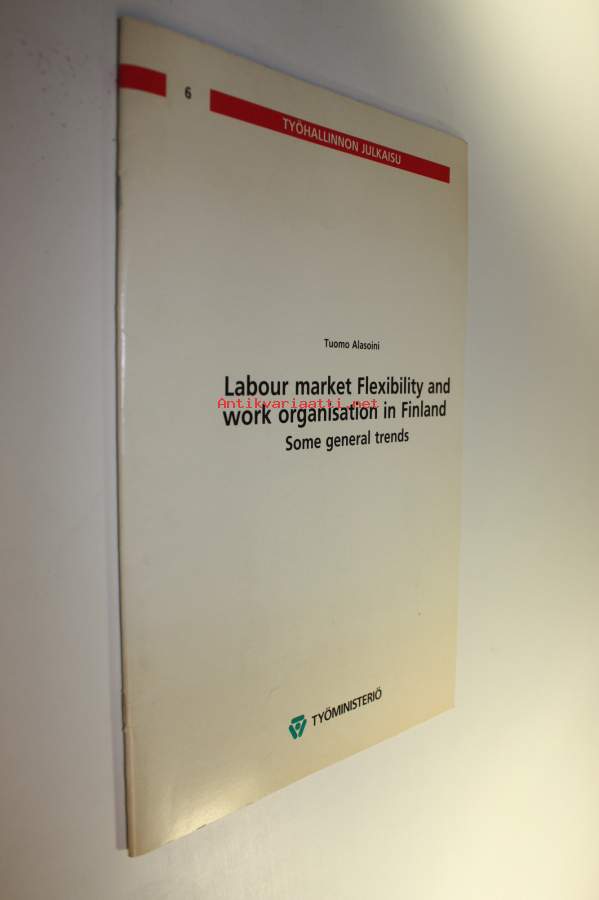 6
TYÖHALLINNON JULKAISU
Tuomo Alasoini
Labour market Flexibility and
Antikvariaatti.net
work organisation in Finland
Some general trends
TYÖMINISTERIÖ